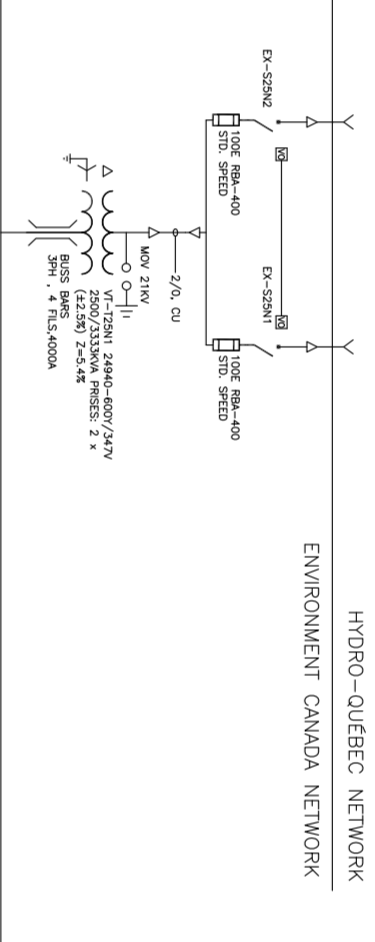 HYDRO-QUÉBEC NETWORK
ENVIRONMENT CANADA NETWORK
EX-S25N2
EX-S25N1
VO
VO
100E RBA-400
STD. SPEED
100E RBA-400
STD. SPEED
2/0, CU
MOV 21KV
VT-T25N1 24940-600Y/347V
2500/3333KVA PRISES: 2 x
(±2.5%) Z=5.4%
BUSS BARS
3PH , 4 FILS,4000A